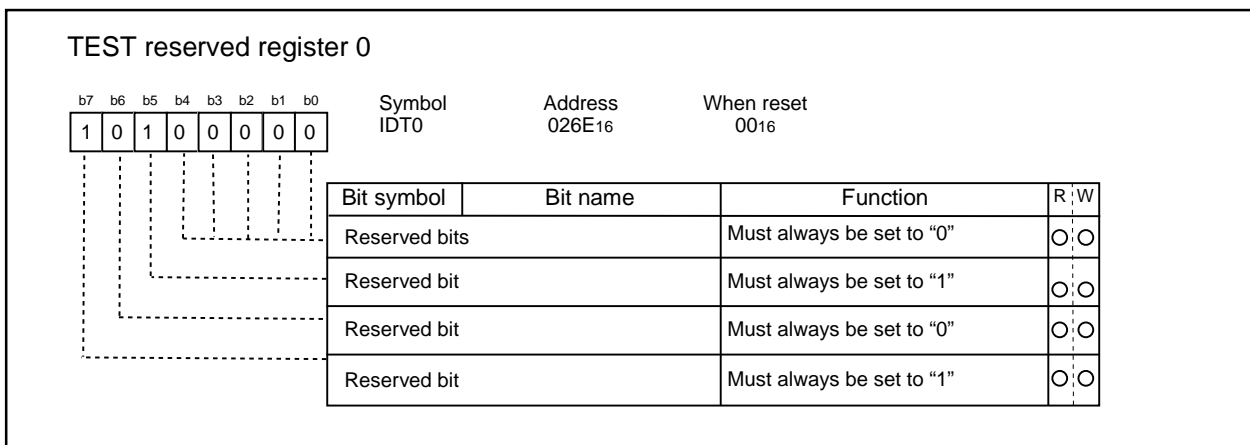 TEST reserved register 0
b7 b6 b5 b4 b3 b2 b1 b0
1 0 1 0 0 0 0 0
Symbol Address When reset
IDT0 026E16 0016
Bit symbol Bit name Function R W
Reserved bits Must always be set to “0”
Reserved bit Must always be set to “1”
Reserved bit Must always be set to “0”
Reserved bit Must always be set to “1”